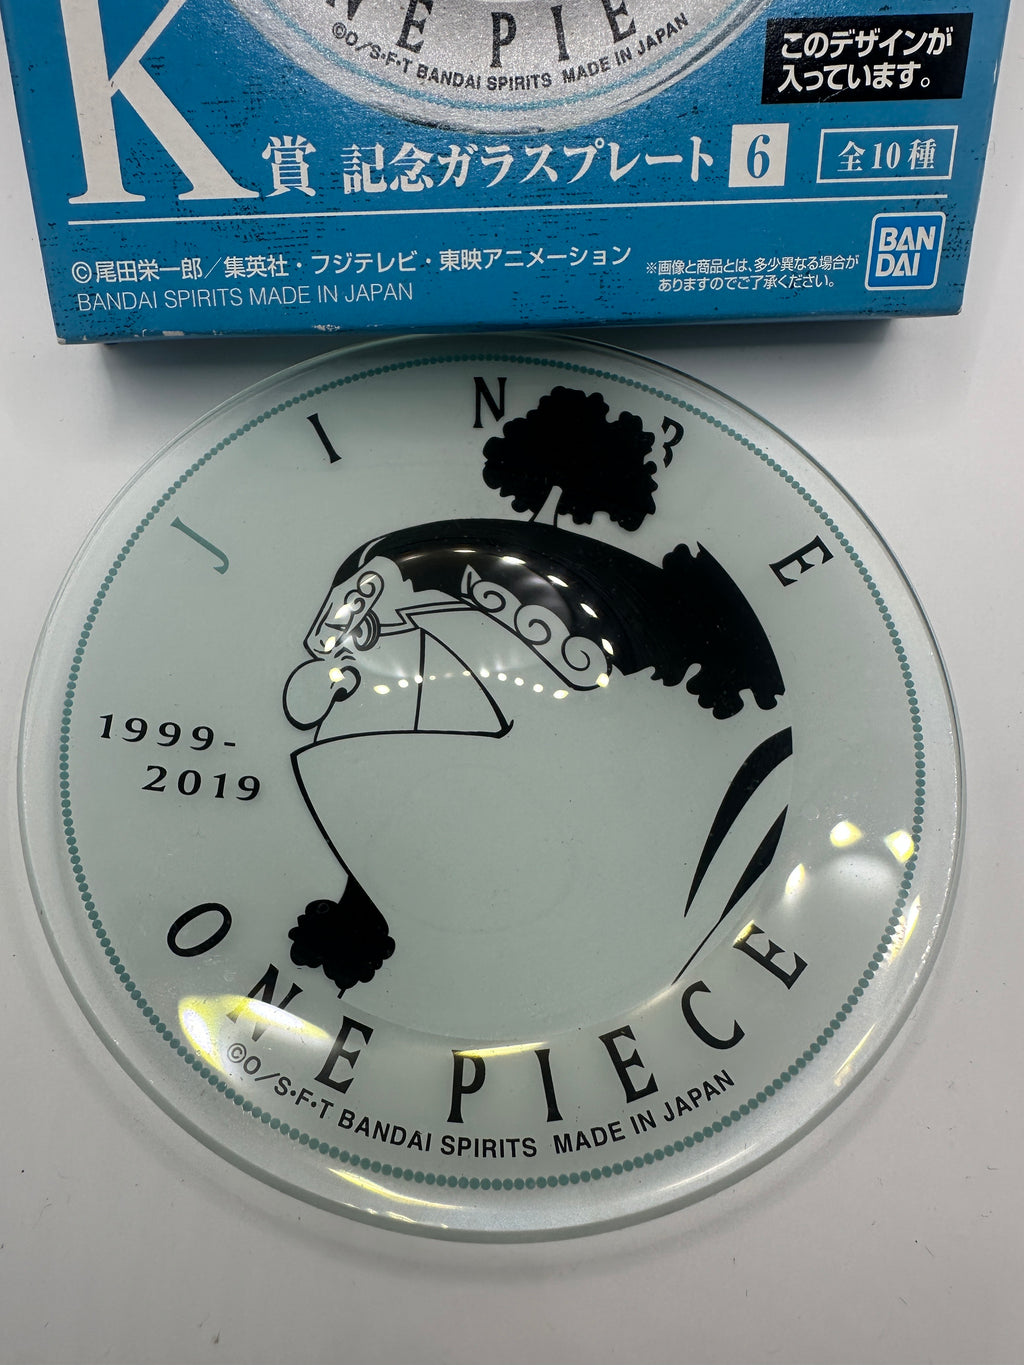 NE PIE
©O/S・F・T BANDAI SPIRITS MADE IN JAPAN
このデザインが
入っています。
K賞 記念ガラスプレート 6 全10種
©尾田栄一郎/集英社・フジテレビ・東映アニメーション
BANDAI SPIRITS MADE IN JAPAN
※画像と商品とは、多少異なる場合が
ありますのでご了承ください。
BAN
DAI
JIN E
1999-
2019
ONE PIECE
©O/S・F・T BANDAI SPIRITS MADE IN JAPAN